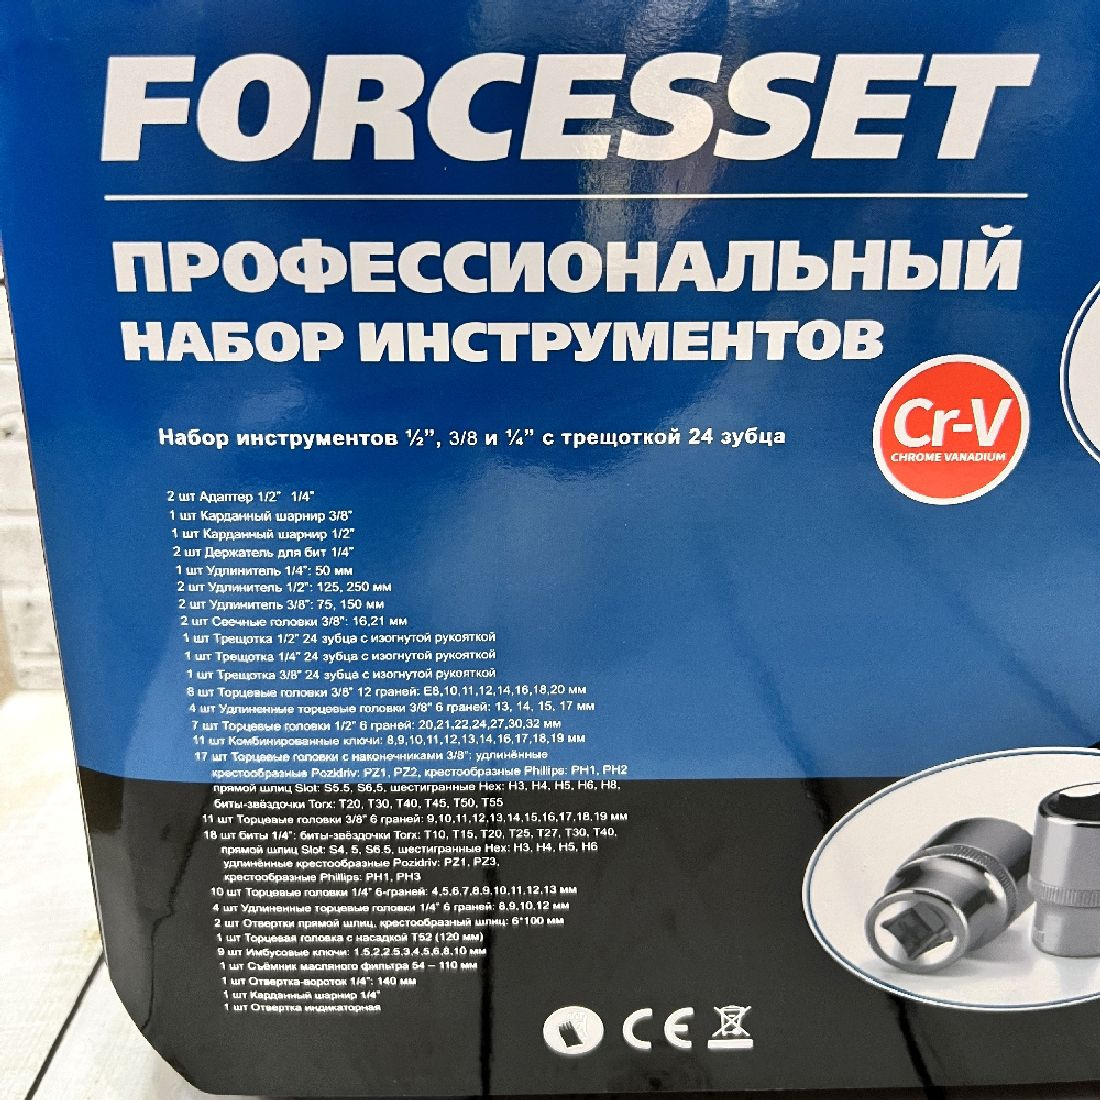 FORCESSET
ПРОФЕССИОНАЛЬНЫЙ
НАБОР ИНСТРУМЕНТОВ
Cr-V
CHROME VANADIUM
Набор инструментов ½”, 3/8 и ¼” с трещоткой 24 зубца
2 шт Адаптер 1/2" 1/4"
1 шт Карданный шарнир 3/8"
1 шт Карданный шарнир 1/2"
2 шт Держатель для бит 1/4"
1 шт Удлинитель 1/4": 50 мм
2 шт Удлинитель 1/2": 125, 250 мм
2 шт Удлинитель 3/8": 75, 150 мм
2 шт Свечные головки 3/8": 16,21 мм
1 шт Трещотка 1/2" 24 зубца с изогнутой рукояткой
1 шт Трещотка 1/4" 24 зубца с изогнутой рукояткой
1 шт Трещотка 3/8" 24 зубца с изогнутой рукояткой
8 шт Торцевые головки 3/8" 12 граней: E8,10,11,12,14,16,18,20 мм
4 шт Удлиненные торцевые головки 3/8" 6 граней: 13, 14, 15, 17 мм
7 шт Торцевые головки 1/2" 6 граней: 20,21,22,24,27,30,32 мм
11 шт Комбинированные ключи: 8,9,10,11,12,13,14,16,17,18,19 мм
17 шт Торцевые головки с наконечниками 3/8": удлинённые
крестообразные Pozidriv: PZ1, PZ2, крестообразные Phillips: PH1, PH2
прямой шлиц Slot: S5.5, S6,5, шестигранные Hex: H3, H4, H5, H6, H8,
биты-звёздочки Torx: T20, T30, T40, T45, T50, T55
11 шт Торцевые головки 3/8" 6 граней: 9,10,11,12,13,14,15,16,17,18,19 мм
18 шт биты 1/4": биты-звёздочки Torx: T10, T15, T20, T25, T27, T30, T40,
прямой шлиц Slot: S4, 5, S6.5, шестигранные Hex: H3, H4, H5, H6
удлинённые крестообразные Pozidriv: PZ1, PZ3,
крестообразные Phillips: PH1, PH3
10 шт Торцевые головки 1/4" 6-граней: 4,5,6,7,8,9,10,11,12,13 мм
4 шт Удлиненные торцевые головки 1/4" 6 граней: 8,9,10,12 мм
2 шт Отвертки прямой шлиц, крестообразный шлиц: 6*100 мм
1 шт Торцевая головка с насадкой T52 (120 мм)
9 шт Имбусовые ключи: 1.5,2,2.5,3,4,5,6,8,10 мм
1 шт Съёмник масляного фильтра 54 – 110 мм
1 шт Отвертка-вороток 1/4": 140 мм
1 шт Карданный шарнир 1/4"
1 шт Отвертка индикаторная
CE